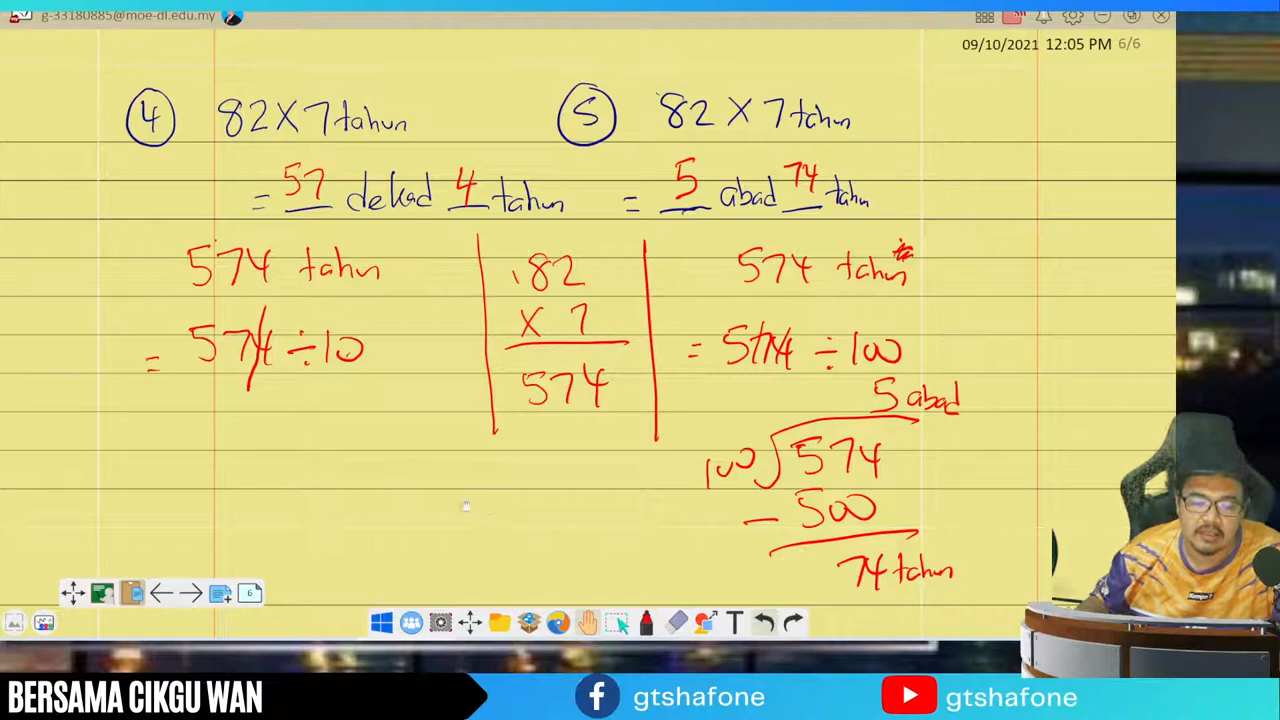 g-33180885@moe-dl.edu.my
09/10/2021 12:05 PM 6/6
4 82 X 7 tahun
= 57 dekad 4 tahun
574 tahun
= 574 ÷ 10
82
X 7
574
5 82 X 7 tahun
= 5 abad 74 tahun
574 tahun
= 574 ÷ 100
5 abad
100 574
- 500
74 tahun
6
T
BERSAMA CIKGU WAN
f gtshafone
gtshafone